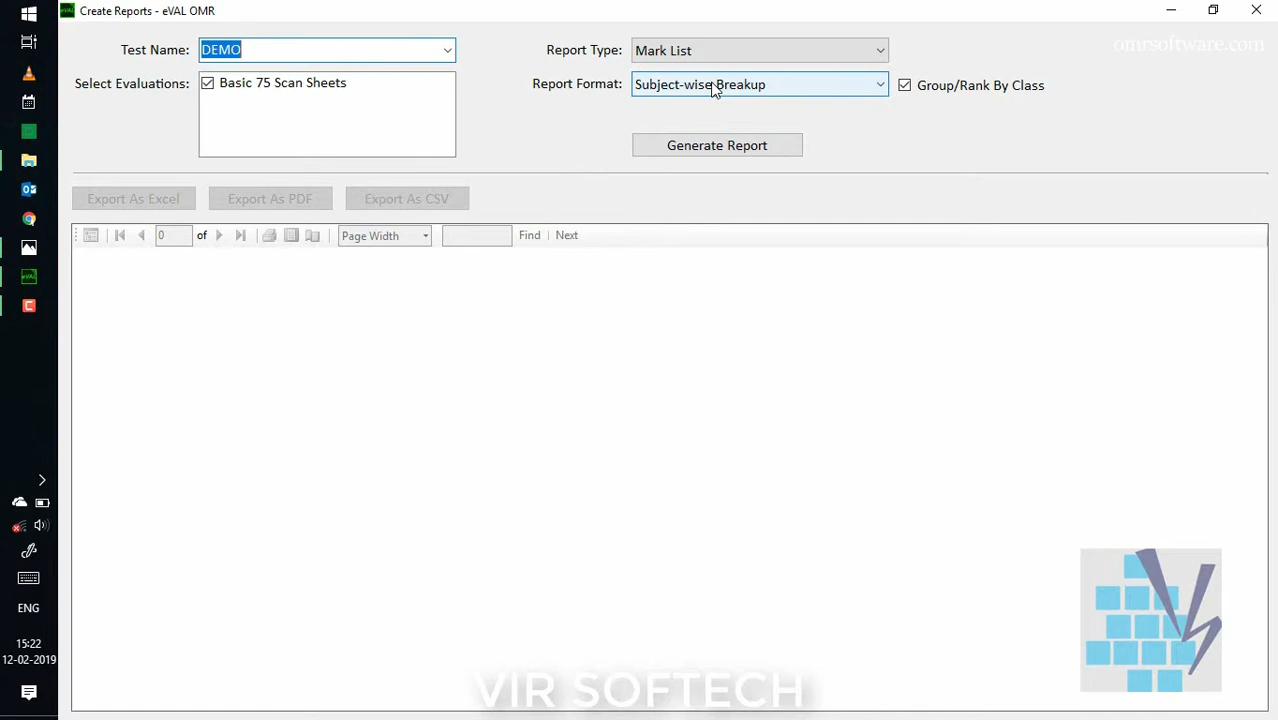 Create Reports - eVAL OMR
omrsoftware.com
Test Name: DEMO
Report Type: Mark List
Select Evaluations: Basic 75 Scan Sheets
Report Format: Subject-wise Breakup
Group/Rank By Class
Generate Report
Export As Excel
Export As PDF
Export As CSV
0 of
Page Width
Find
Next
eVAL
ENG
15:22
12-02-2019
VIR SOFTECH